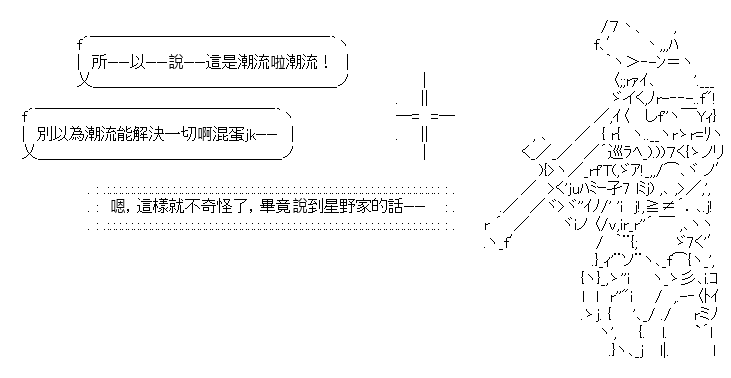 所──以──說──這是潮流啦潮流！
別以為潮流能解決一切啊混蛋jk──
嗯，這樣就不奇怪了，畢竟說到星野家的話──